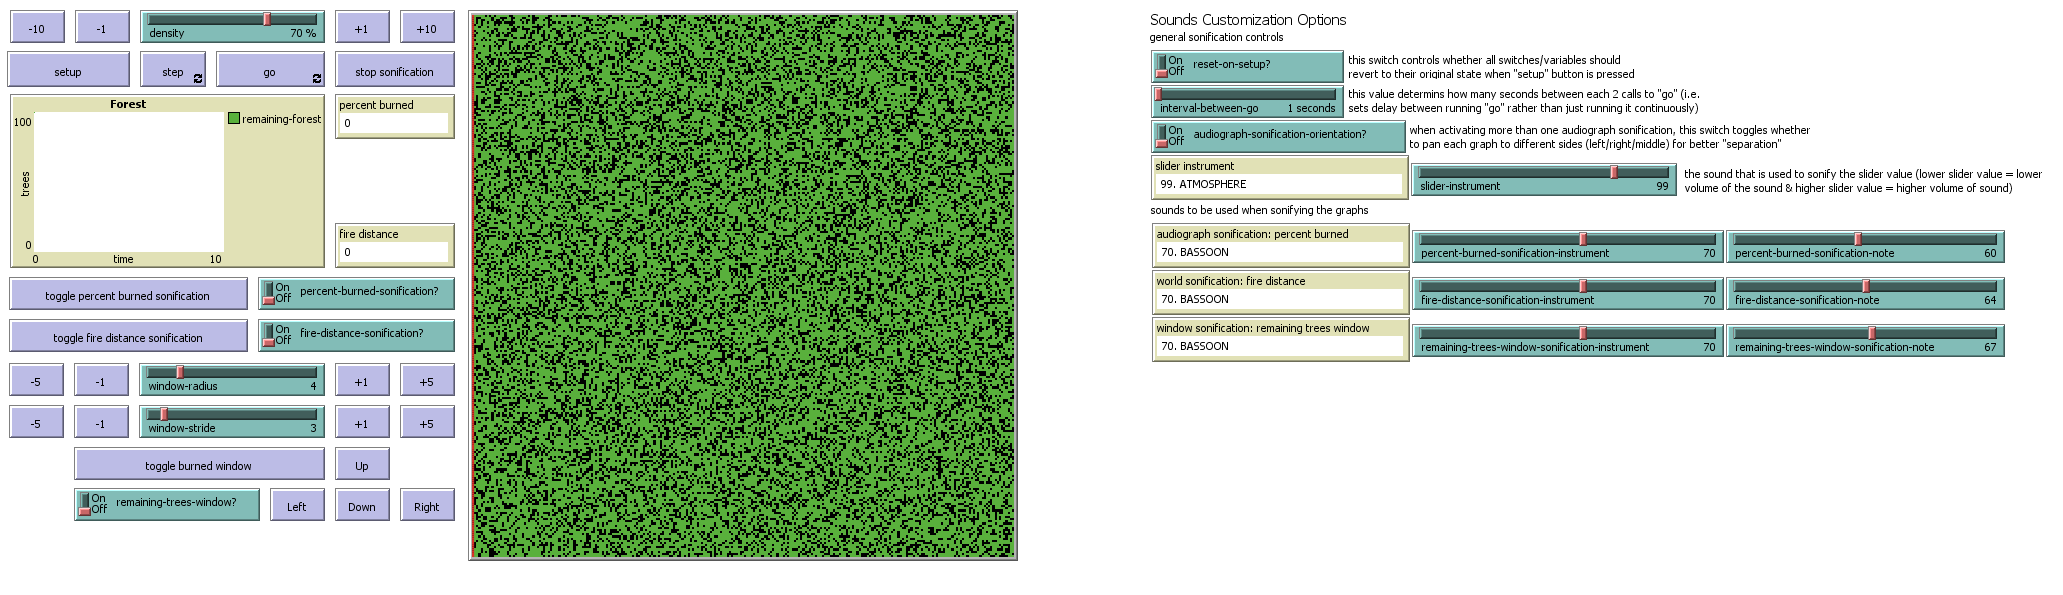 -10
-1
density 70 %
+1
+10
setup
step
go
stop sonification
Forest
100
trees
0
0
time
10
remaining-forest
percent burned
0
fire distance
0
toggle percent burned sonification
On
Off
percent-burned-sonification?
toggle fire distance sonification
On
Off
fire-distance-sonification?
-5
-1
window-radius 4
+1
+5
-5
-1
window-stride 3
+1
+5
toggle burned window
Up
On
Off
remaining-trees-window?
Left
Down
Right
Sounds Customization Options
general sonification controls
On
Off
reset-on-setup?
this switch controls whether all switches/variables should
revert to their original state when "setup" button is pressed
interval-between-go 1 seconds
this value determins how many seconds between each 2 calls to "go" (i.e.
sets delay between running "go" rather than just running it continuously)
On
Off
audiograph-sonification-orientation?
when activating more than one audiograph sonification, this switch toggles whether
to pan each graph to different sides (left/right/middle) for better "separation"
slider instrument
99. ATMOSPHERE
slider-instrument 99
the sound that is used to sonify the slider value (lower slider value = lower
volume of the sound & higher slider value = higher volume of sound)
sounds to be used when sonifying the graphs
audiograph sonification: percent burned
70. BASSOON
percent-burned-sonification-instrument 70
percent-burned-sonification-note 60
world sonification: fire distance
70. BASSOON
fire-distance-sonification-instrument 70
fire-distance-sonification-note 64
window sonification: remaining trees window
70. BASSOON
remaining-trees-window-sonification-instrument 70
remaining-trees-window-sonification-note 67